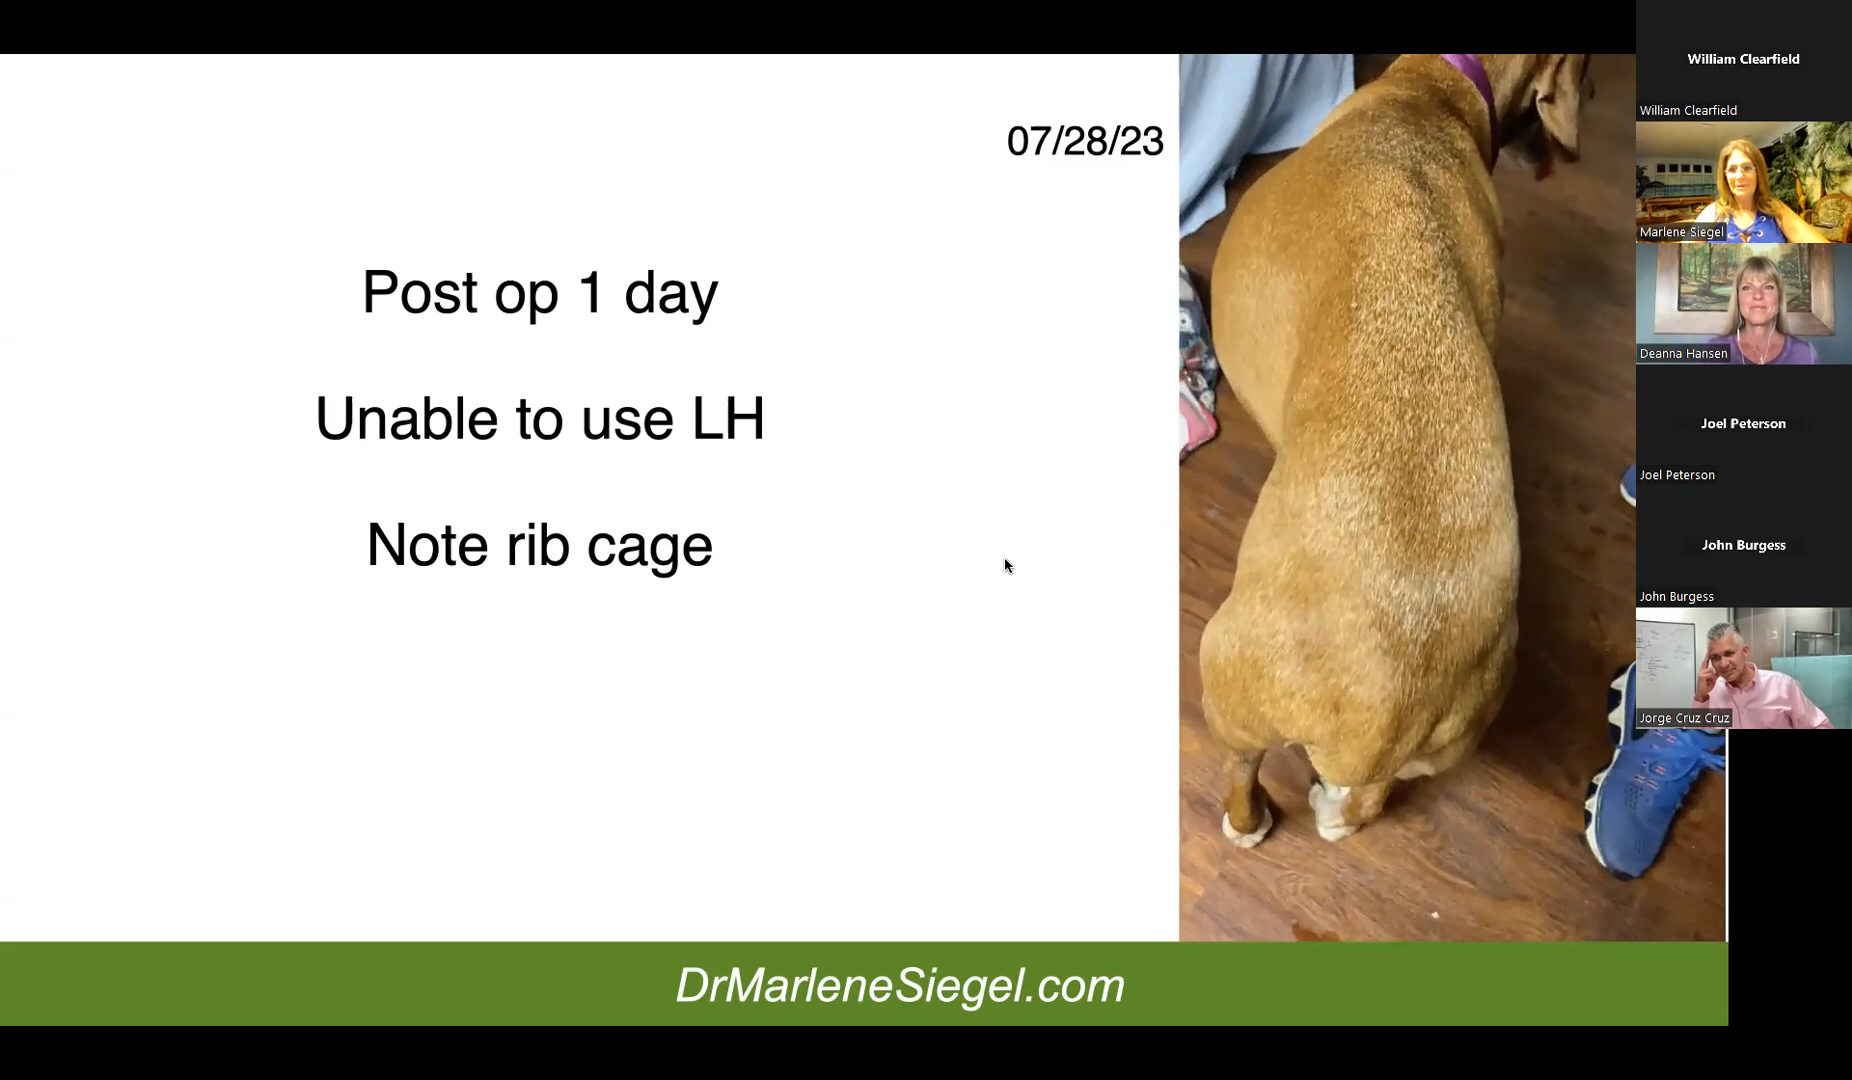 07/28/23
Post op 1 day
Unable to use LH
Note rib cage
DrMarleneSiegel.com
William Clearfield
William Clearfield
Marlene Siegel
Deanna Hansen
Joel Peterson
Joel Peterson
John Burgess
John Burgess
Jorge Cruz Cruz